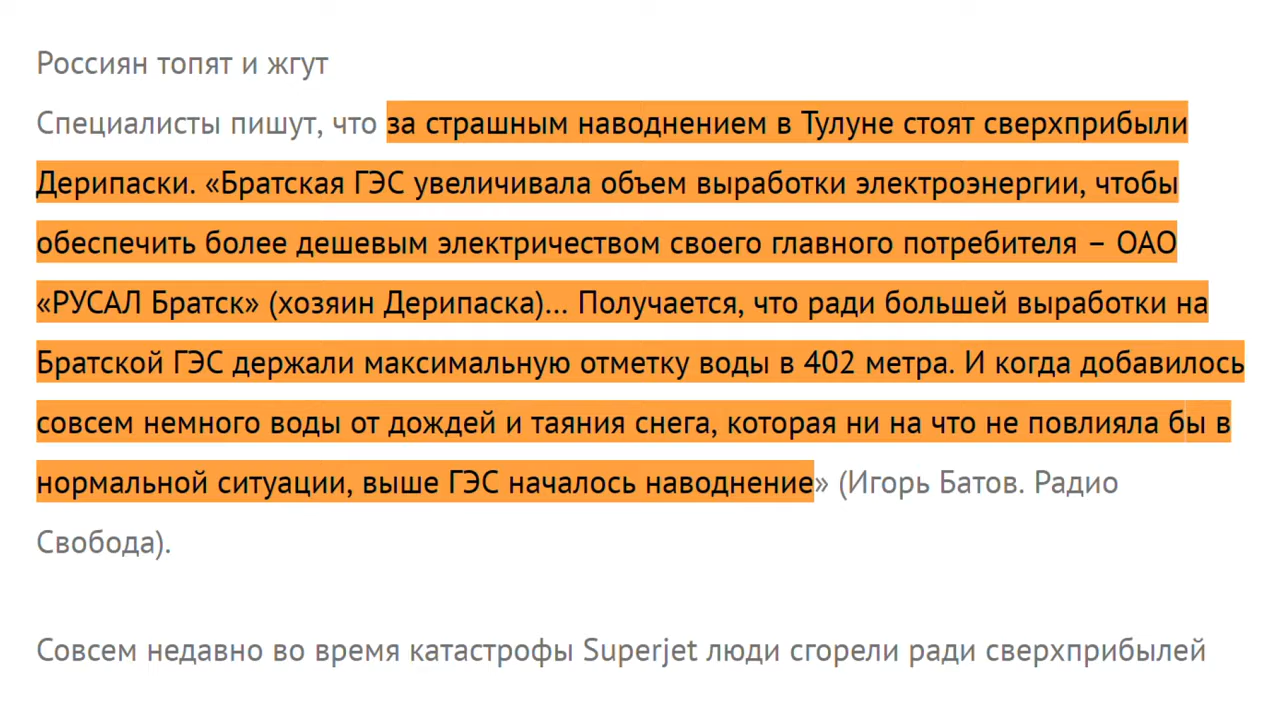 Россиян топят и жгут
Специалисты пишут, что за страшным наводнением в Тулуне стоят сверхприбыли
Дерипаски. «Братская ГЭС увеличивала объем выработки электроэнергии, чтобы
обеспечить более дешевым электричеством своего главного потребителя – ОАО
«РУСАЛ Братск» (хозяин Дерипаска)... Получается, что ради большей выработки на
Братской ГЭС держали максимальную отметку воды в 402 метра. И когда добавилось
совсем немного воды от дождей и таяния снега, которая ни на что не повлияла бы в
нормальной ситуации, выше ГЭС началось наводнение» (Игорь Батов. Радио
Свобода).
Совсем недавно во время катастрофы Superjet люди сгорели ради сверхприбылей